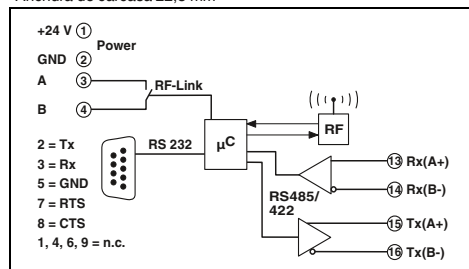 Anchura de carcasa 22,5 mm
+24 V 1
Power
GND 2
A 3
RF-Link
B 4
RF
2 = Tx
3 = Rx
5 = GND
7 = RTS
8 = CTS
1, 4, 6, 9 = n.c.
RS 232
µC
13 Rx(A+)
14 Rx(B-)
RS485/
422
15 Tx(A+)
16 Tx(B-)